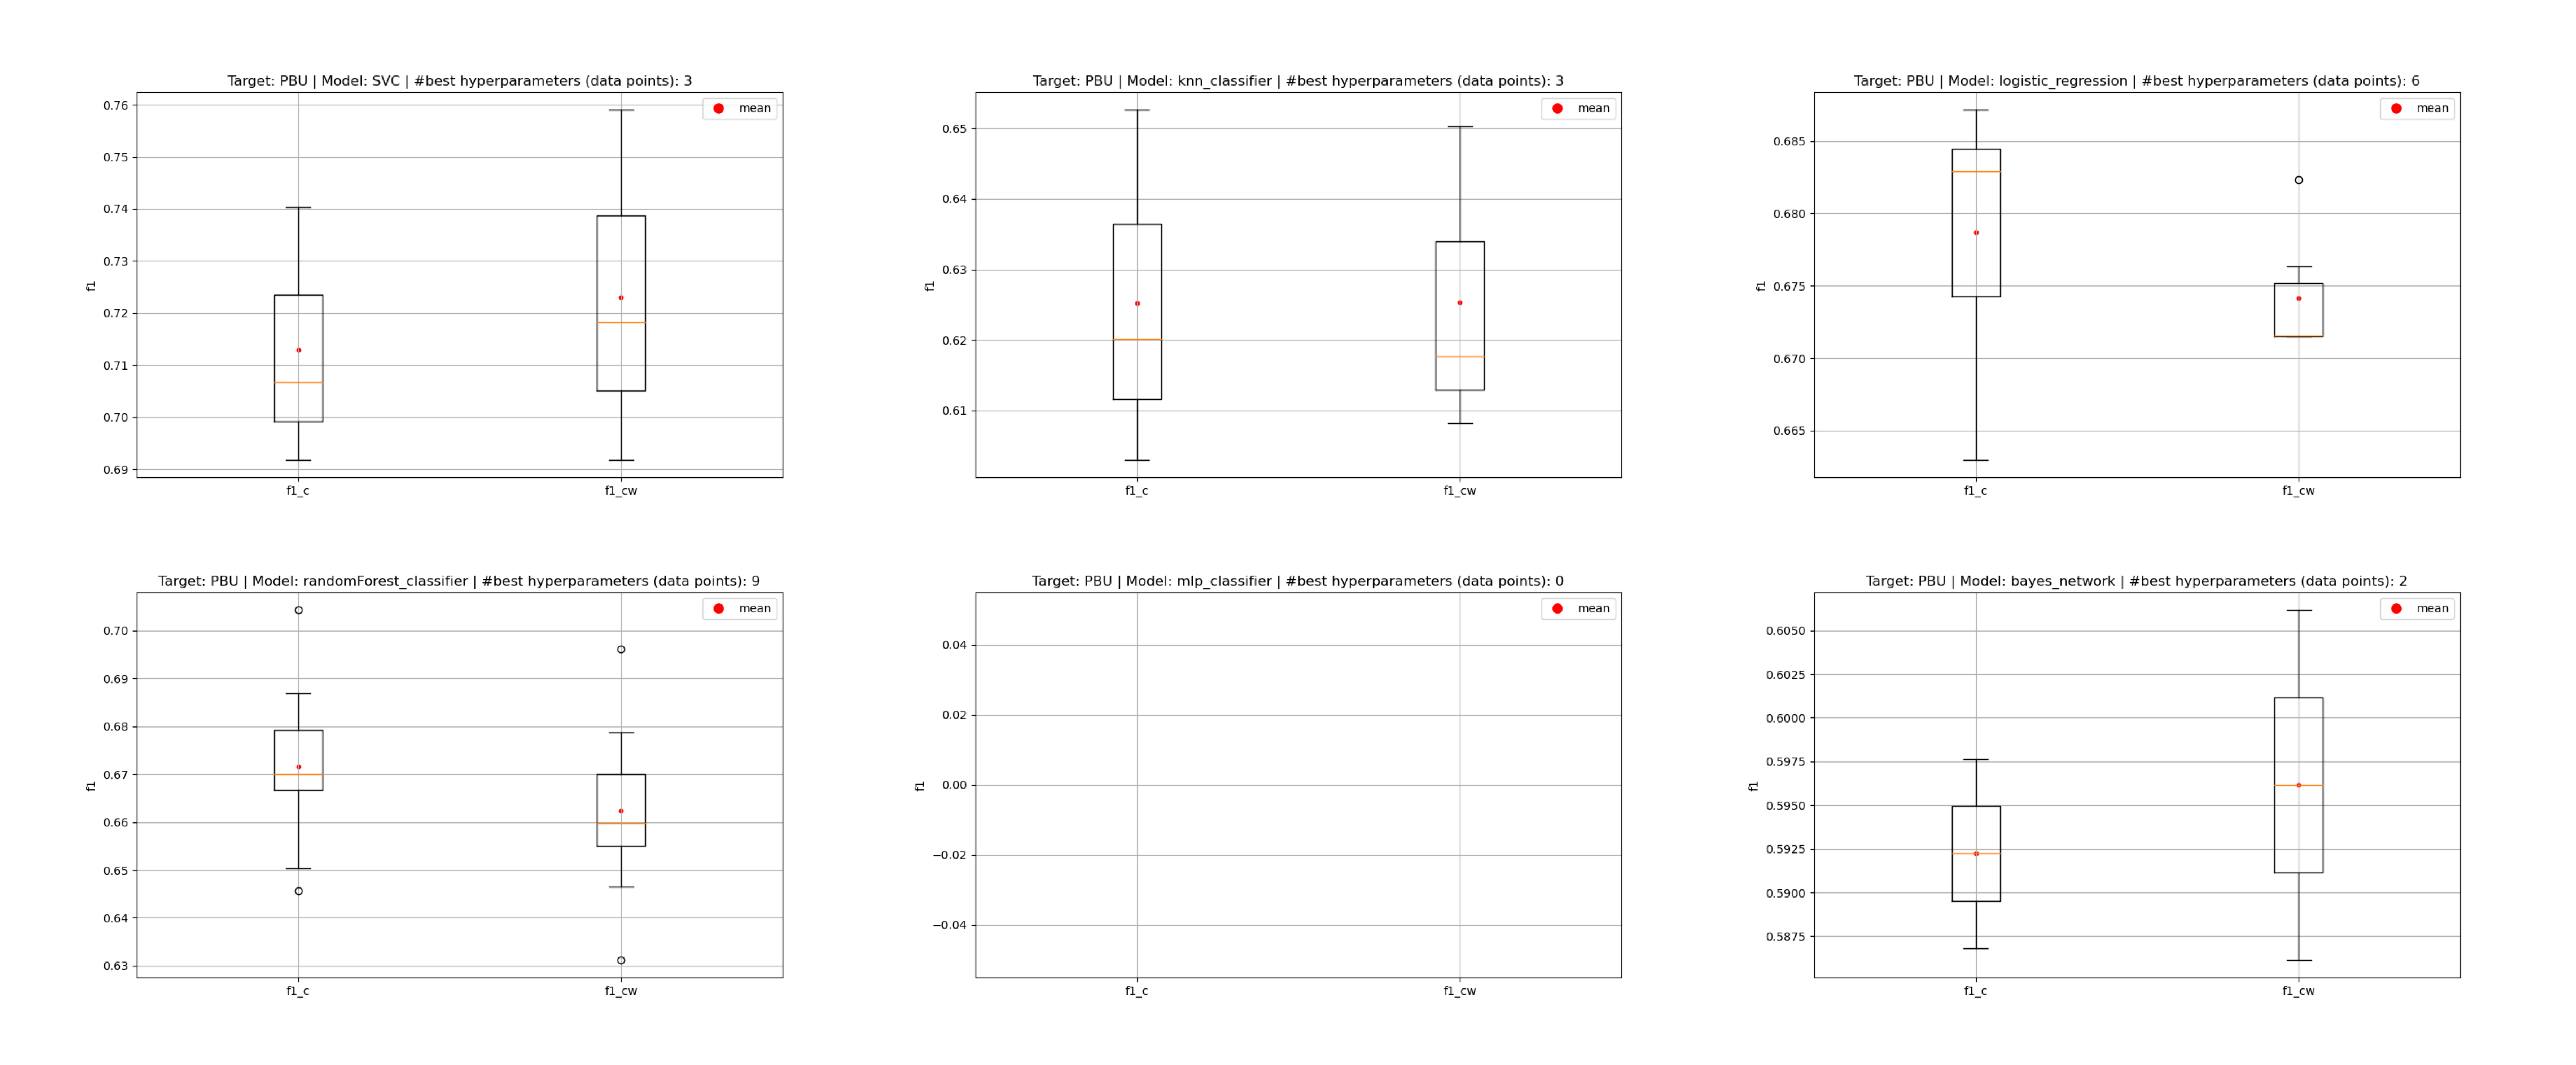 Target: PBU | Model: SVC | #best hyperparameters (data points): 3
mean
0.76
0.75
0.74
0.73
0.72
0.71
0.70
0.69
f1
f1_c
f1_cw
Target: PBU | Model: knn_classifier | #best hyperparameters (data points): 3
mean
0.65
0.64
0.63
0.62
0.61
f1
f1_c
f1_cw
Target: PBU | Model: logistic_regression | #best hyperparameters (data points): 6
mean
0.685
0.680
0.675
0.670
0.665
f1
f1_c
f1_cw
Target: PBU | Model: randomForest_classifier | #best hyperparameters (data points): 9
mean
0.70
0.69
0.68
0.67
0.66
0.65
0.64
0.63
f1
f1_c
f1_cw
Target: PBU | Model: mlp_classifier | #best hyperparameters (data points): 0
mean
0.04
0.02
0.00
−0.02
−0.04
f1
f1_c
f1_cw
Target: PBU | Model: bayes_network | #best hyperparameters (data points): 2
mean
0.6050
0.6025
0.6000
0.5975
0.5950
0.5925
0.5900
0.5875
f1
f1_c
f1_cw